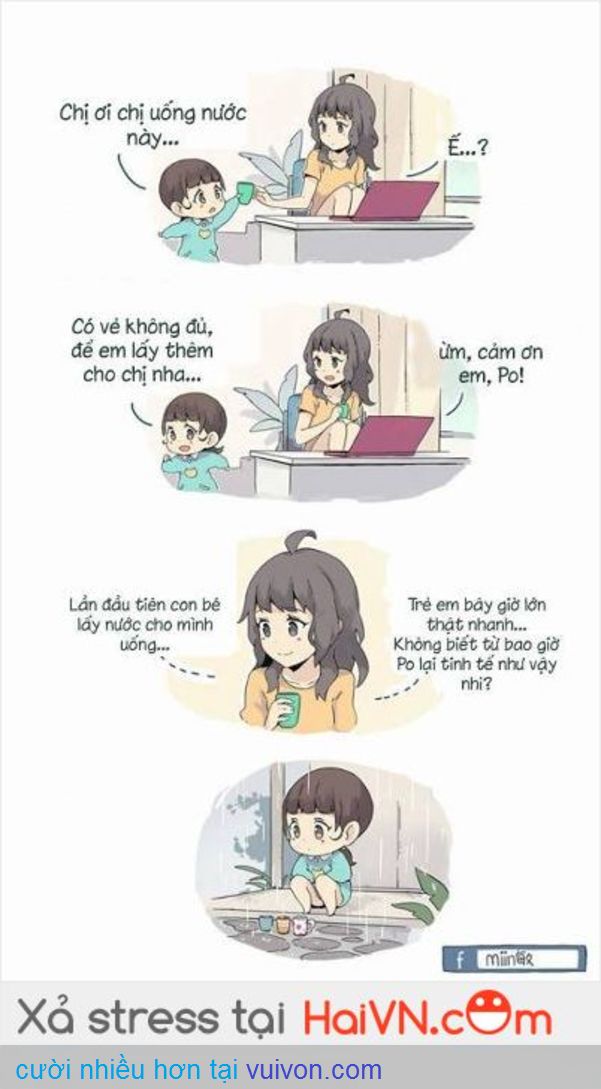 Chị ơi chị uống nước
này...
Ế...?
Có vẻ không đủ,
để em lấy thêm
cho chị nha...
ừm, cảm ơn
em, Po!
Lần đầu tiên con bé
lấy nước cho mình
uống...
Trẻ em bây giờ lớn
thật nhanh...
Không biết từ bao giờ
Po lại tinh tế như vậy
nhỉ?
f
Xả stress tại HaiVN.com
cười nhiều hơn tại vuivon.com